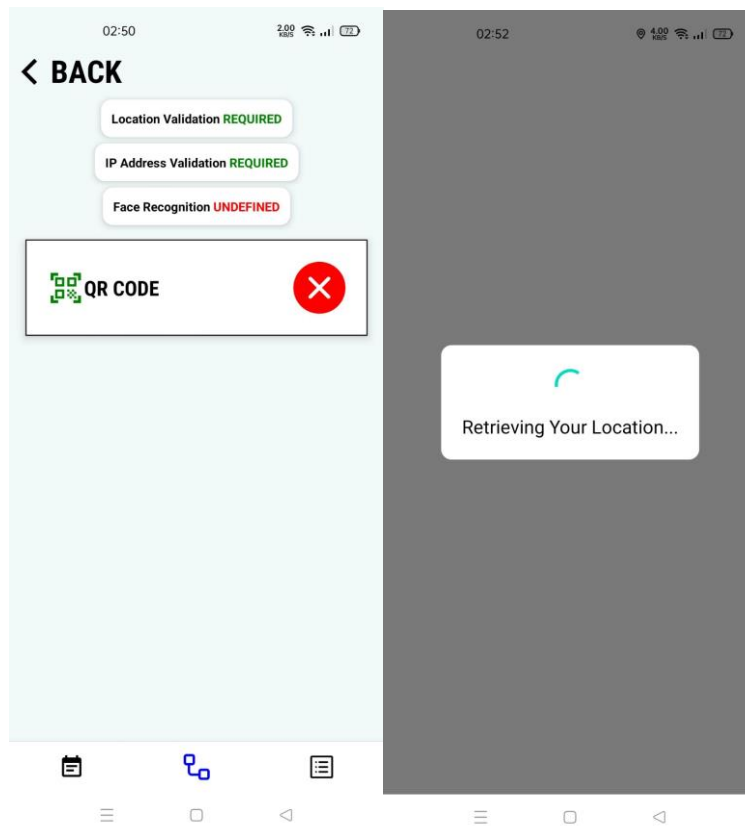 02:50
2.00 KB/S
72
BACK
Location Validation REQUIRED
IP Address Validation REQUIRED
Face Recognition UNDEFINED
QR CODE
02:52
4.00 KB/S
72
Retrieving Your Location...